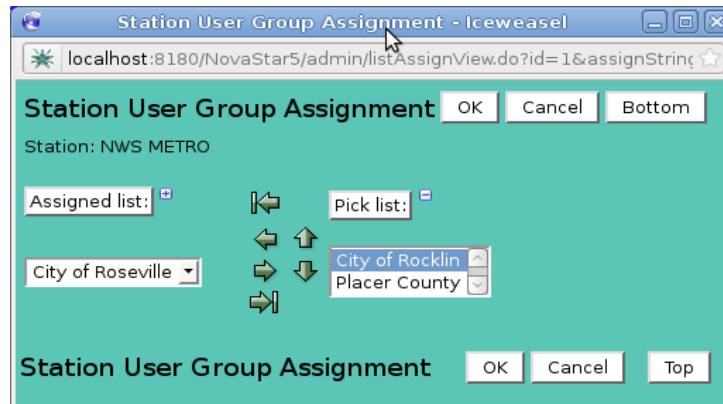 Station User Group Assignment - Iceweasel
localhost:8180/NovaStar5/admin/listAssignView.do?id=1&assignString
Station User Group Assignment OK Cancel Bottom
Station: NWS METRO
Assigned list: Pick list:
City of Roseville
City of Rocklin
Placer County
Station User Group Assignment OK Cancel Top